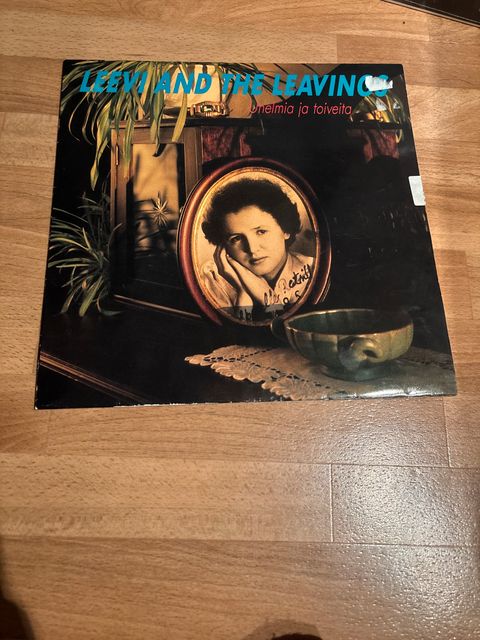 LEEVI AND THE LEAVINGS
Unelmia ja toiveita